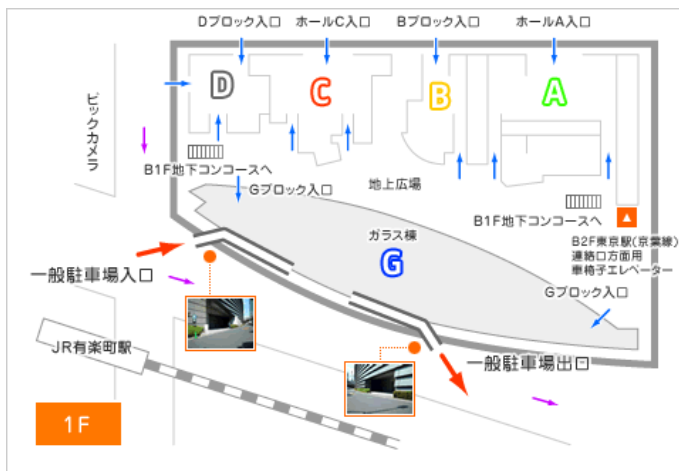 Dブロック入口
ホールC入口
Bブロック入口
ホールA入口
D
C
B
A
ビックカメラ
B1F地下コンコースへ
Gブロック入口
地上広場
B1F地下コンコースへ
ガラス棟
G
B2F東京駅(京葉線)
連絡口方面用
車椅子エレベーター
一般駐車場入口
Gブロック入口
JR有楽町駅
一般駐車場出口
1F